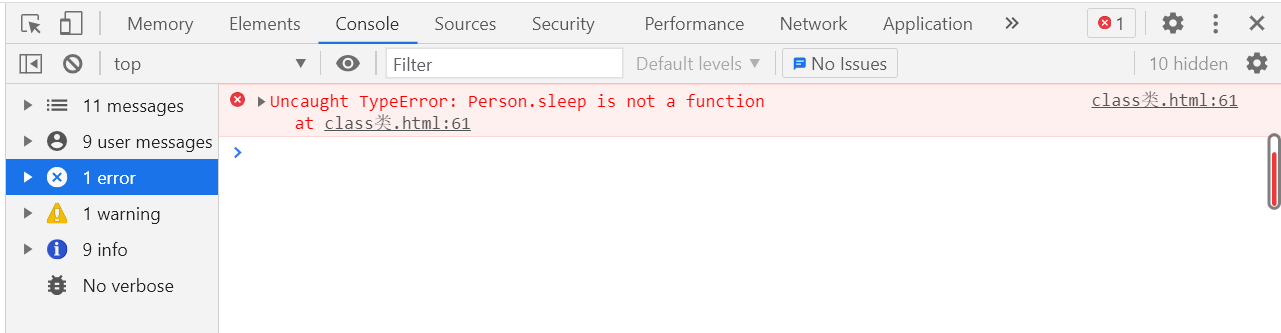 Memory Elements Console Sources Security Performance Network Application 1
top Filter Default levels No Issues 10 hidden
11 messages
9 user messages
1 error
1 warning
9 info
No verbose
Uncaught TypeError: Person.sleep is not a function class类.html:61
at class类.html:61